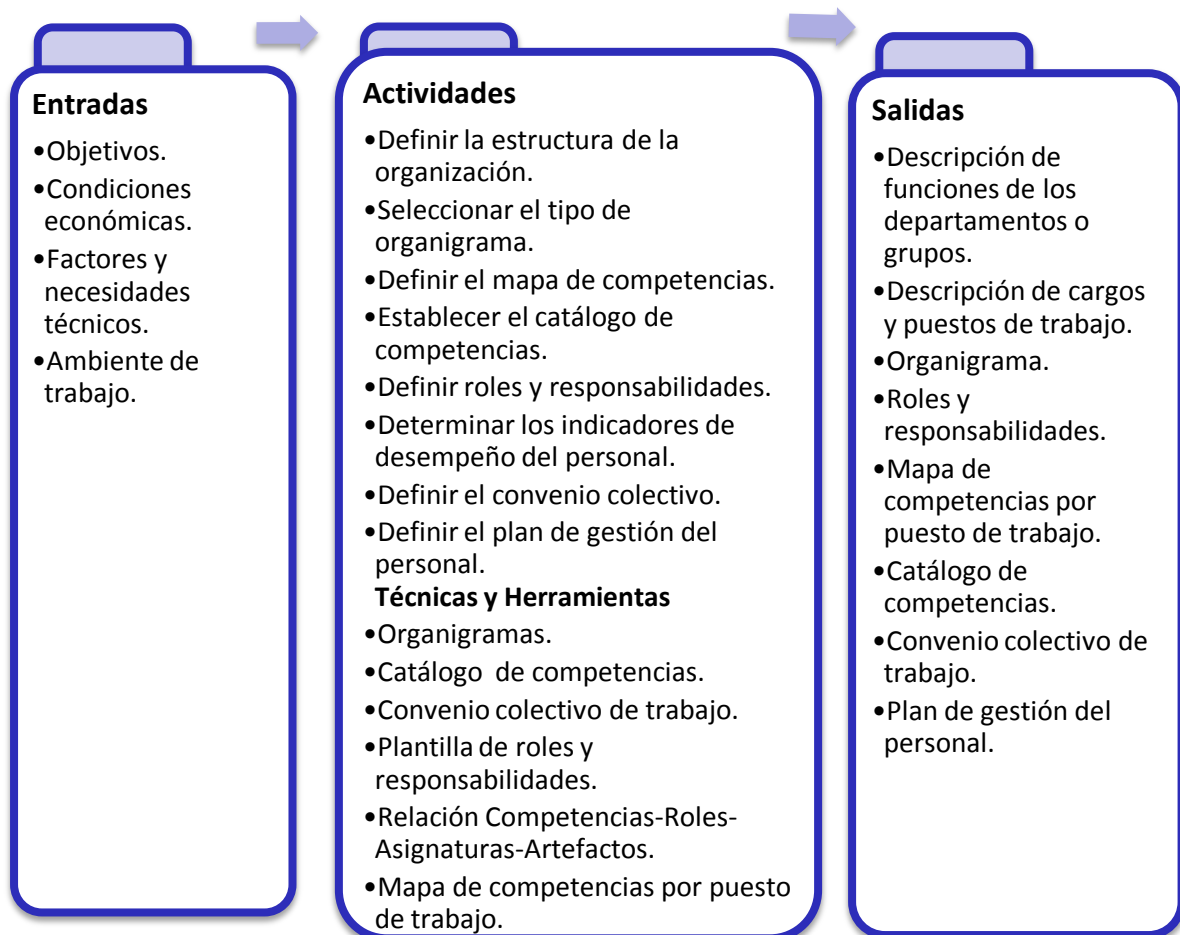 Entradas
•Objetivos.
•Condiciones
económicas.
•Factores y
necesidades
técnicos.
•Ambiente de
trabajo.
Actividades
•Definir la estructura de la
organización.
•Seleccionar el tipo de
organigrama.
•Definir el mapa de competencias.
•Establecer el catálogo de
competencias.
•Definir roles y responsabilidades.
•Determinar los indicadores de
desempeño del personal.
•Definir el convenio colectivo.
•Definir el plan de gestión del
personal.
Técnicas y Herramientas
•Organigramas.
•Catálogo de competencias.
•Convenio colectivo de trabajo.
•Plantilla de roles y
responsabilidades.
•Relación Competencias-Roles-
Asignaturas-Artefactos.
•Mapa de competencias por puesto
de trabajo.
Salidas
•Descripción de
funciones de los
departamentos o
grupos.
•Descripción de cargos
y puestos de trabajo.
•Organigrama.
•Roles y
responsabilidades.
•Mapa de
competencias por
puesto de trabajo.
•Catálogo de
competencias.
•Convenio colectivo de
trabajo.
•Plan de gestión del
personal.